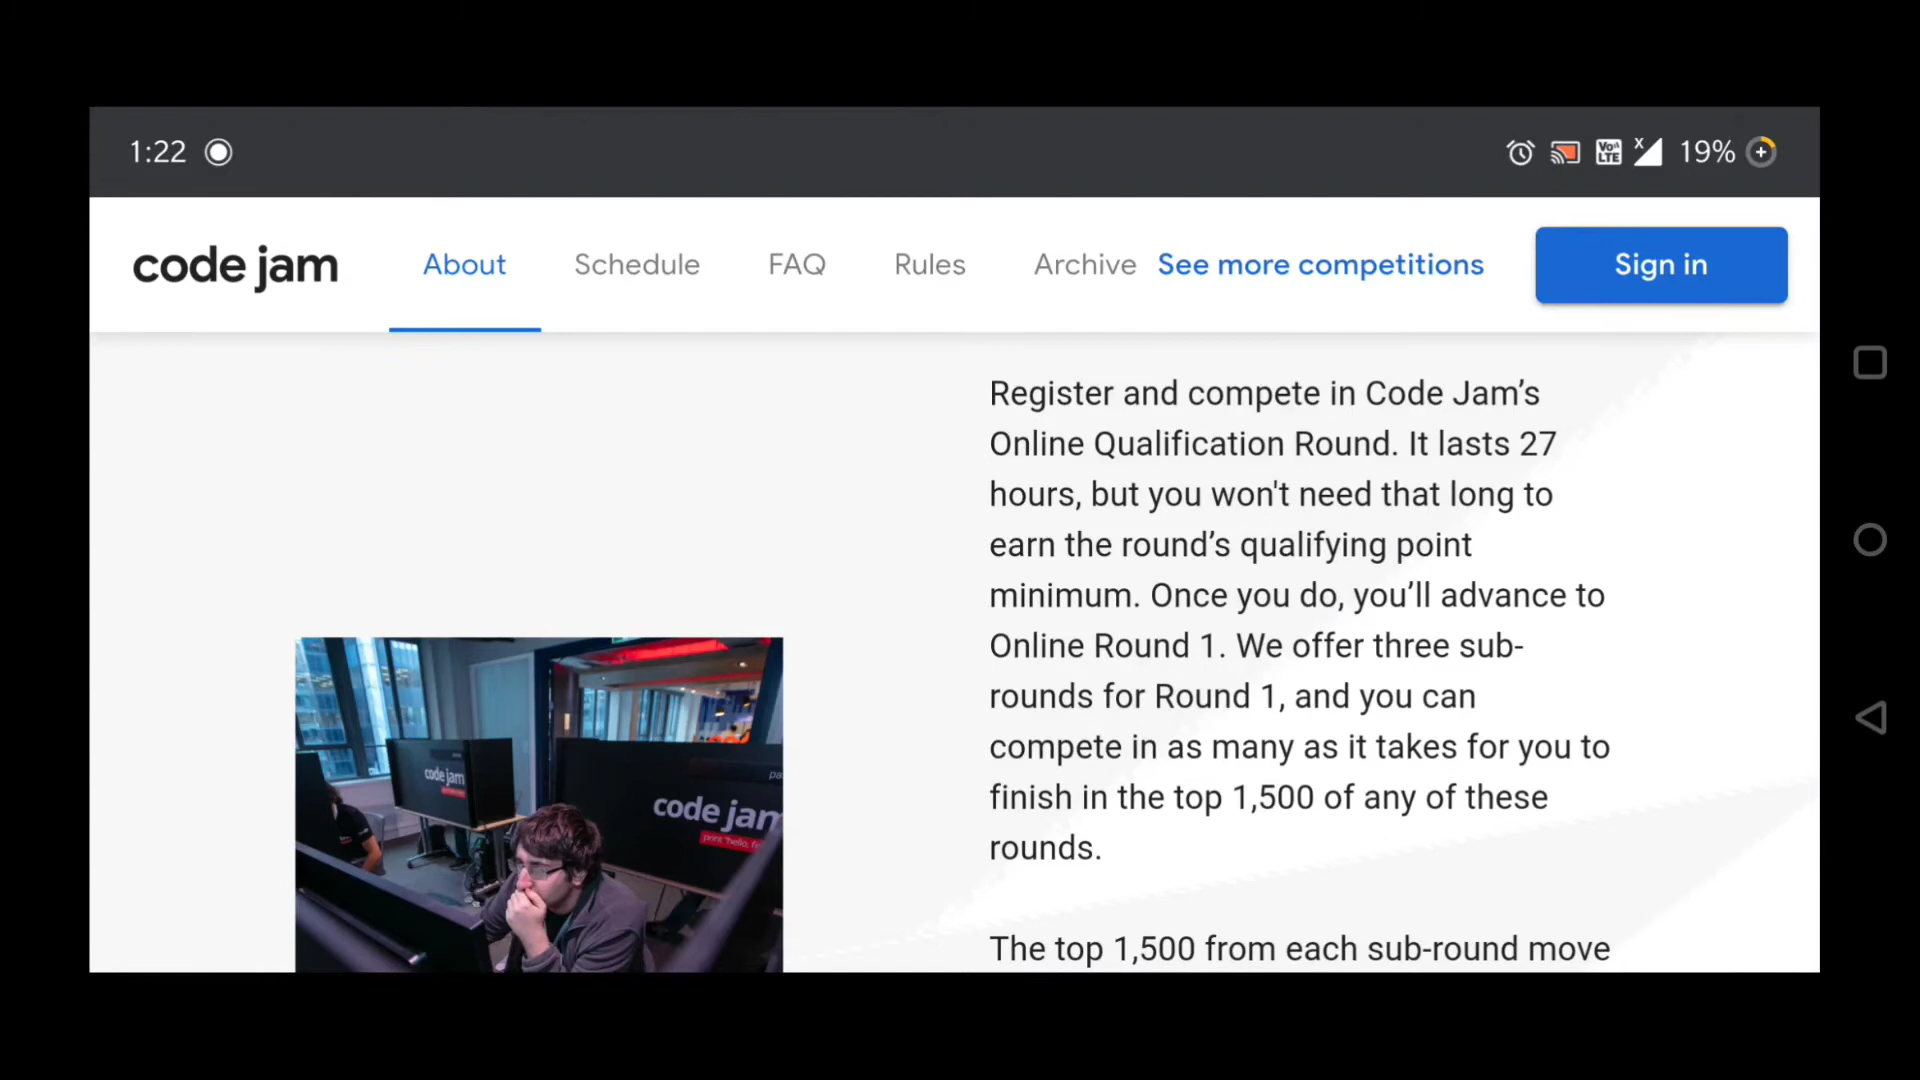 1:22
Vo LTE
x
19%
code jam
About
Schedule
FAQ
Rules
Archive
See more competitions
Sign in
Register and compete in Code Jam’s
Online Qualification Round. It lasts 27
hours, but you won't need that long to
earn the round’s qualifying point
minimum. Once you do, you’ll advance to
Online Round 1. We offer three sub-
rounds for Round 1, and you can
compete in as many as it takes for you to
finish in the top 1,500 of any of these
rounds.
The top 1,500 from each sub-round move
code jam
code jam
print "hello,